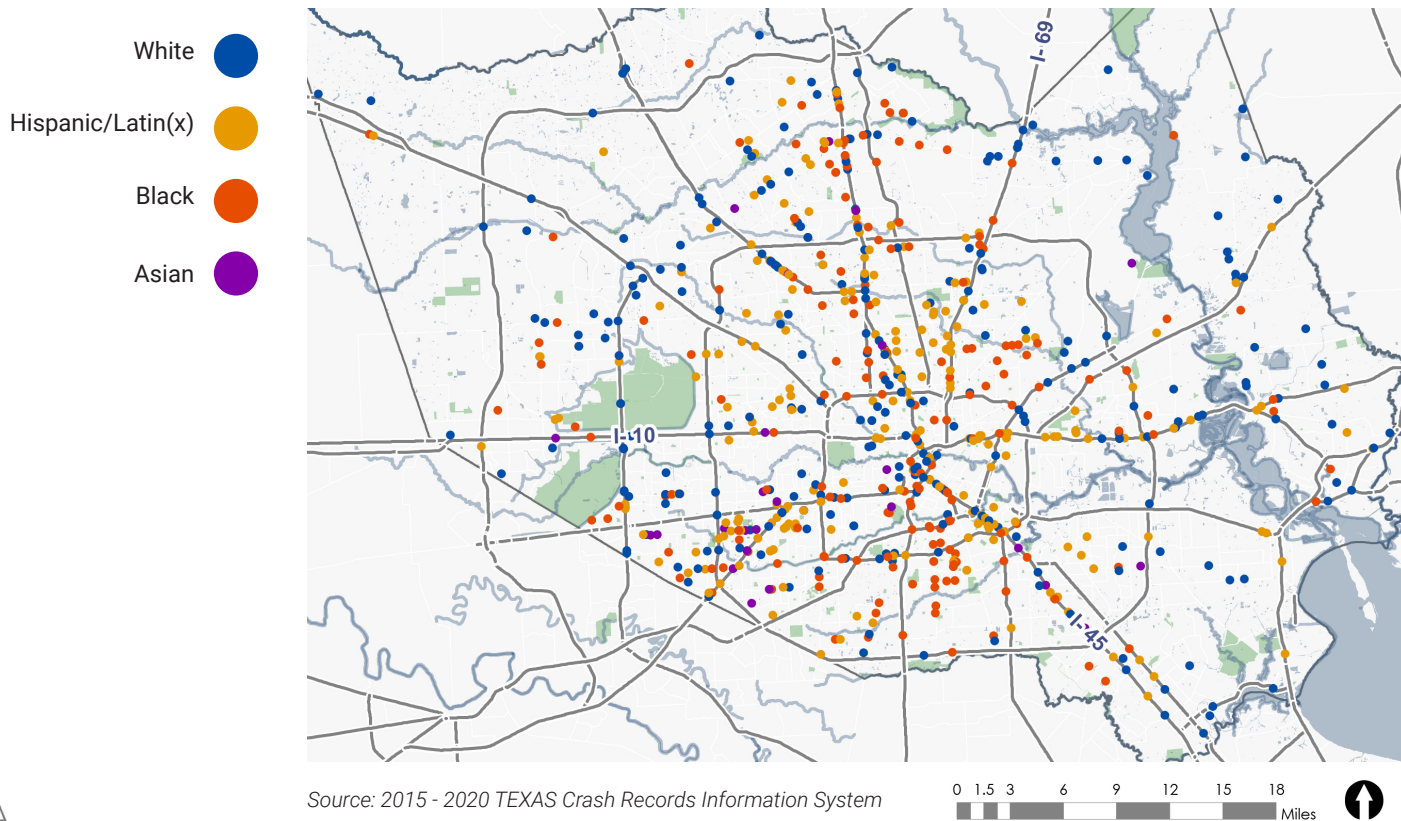 White
Hispanic/Latin(x)
Black
Asian
I- 69
I- 10
I- 45
Source: 2015 - 2020 TEXAS Crash Records Information System
0 1.5 3 6 9 12 15 18
Miles